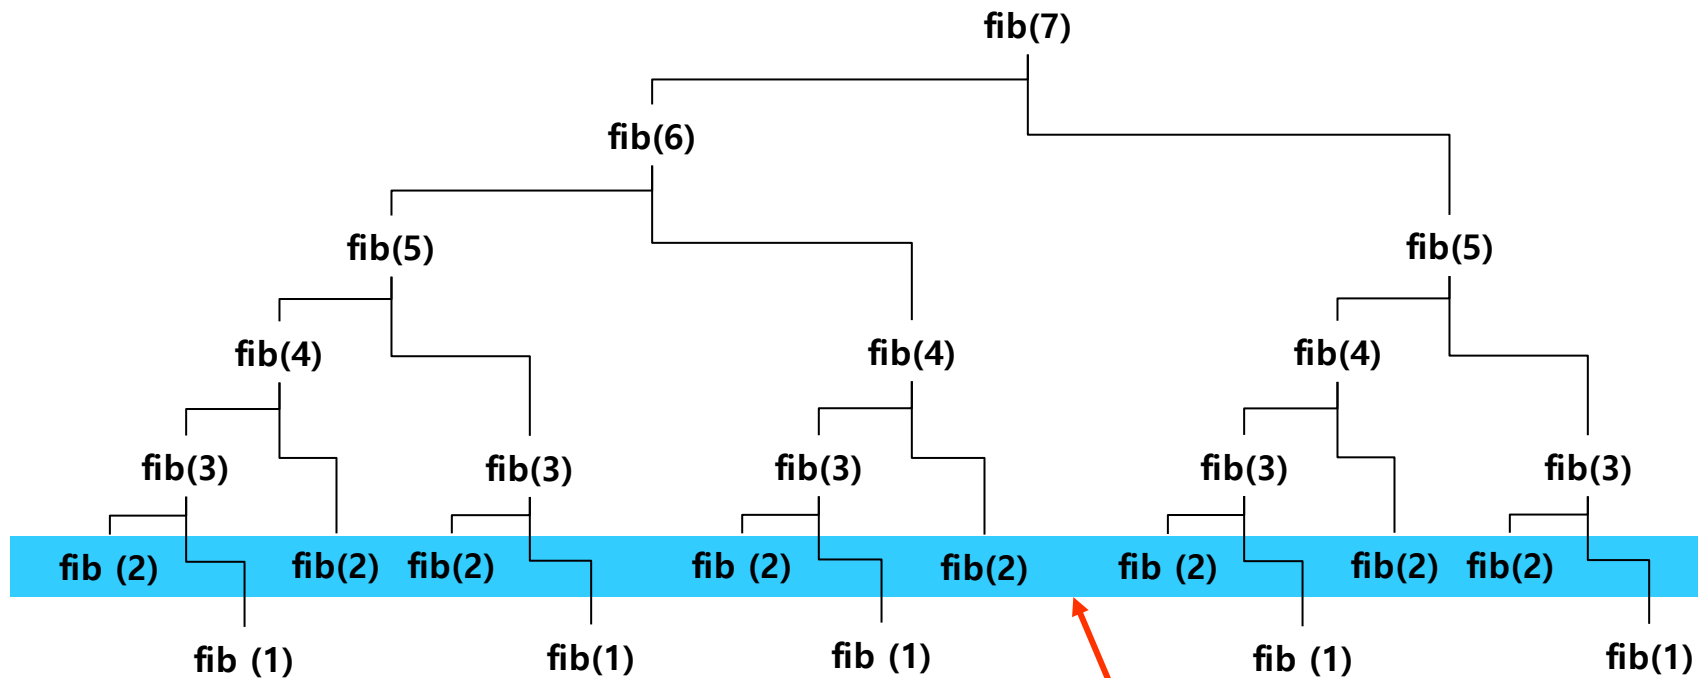 fib(7)
fib(6)
fib(5) fib(5)
fib(4) fib(4) fib(4)
fib(3) fib(3) fib(3) fib(3) fib(3)
fib (2) fib(2) fib(2) fib (2) fib(2) fib (2) fib(2) fib(2)
fib (1) fib(1) fib (1) fib (1) fib(1)